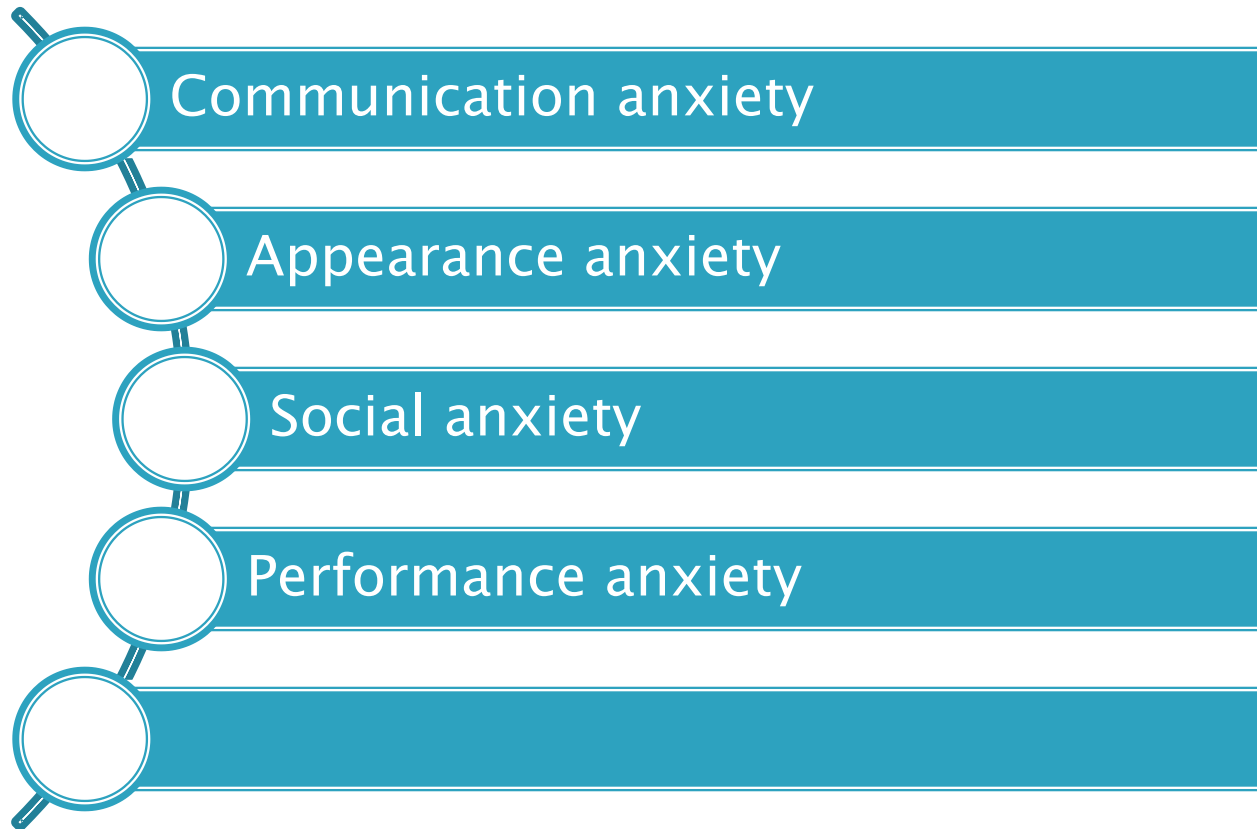 Communication anxiety
Appearance anxiety
Social anxiety
Performance anxiety